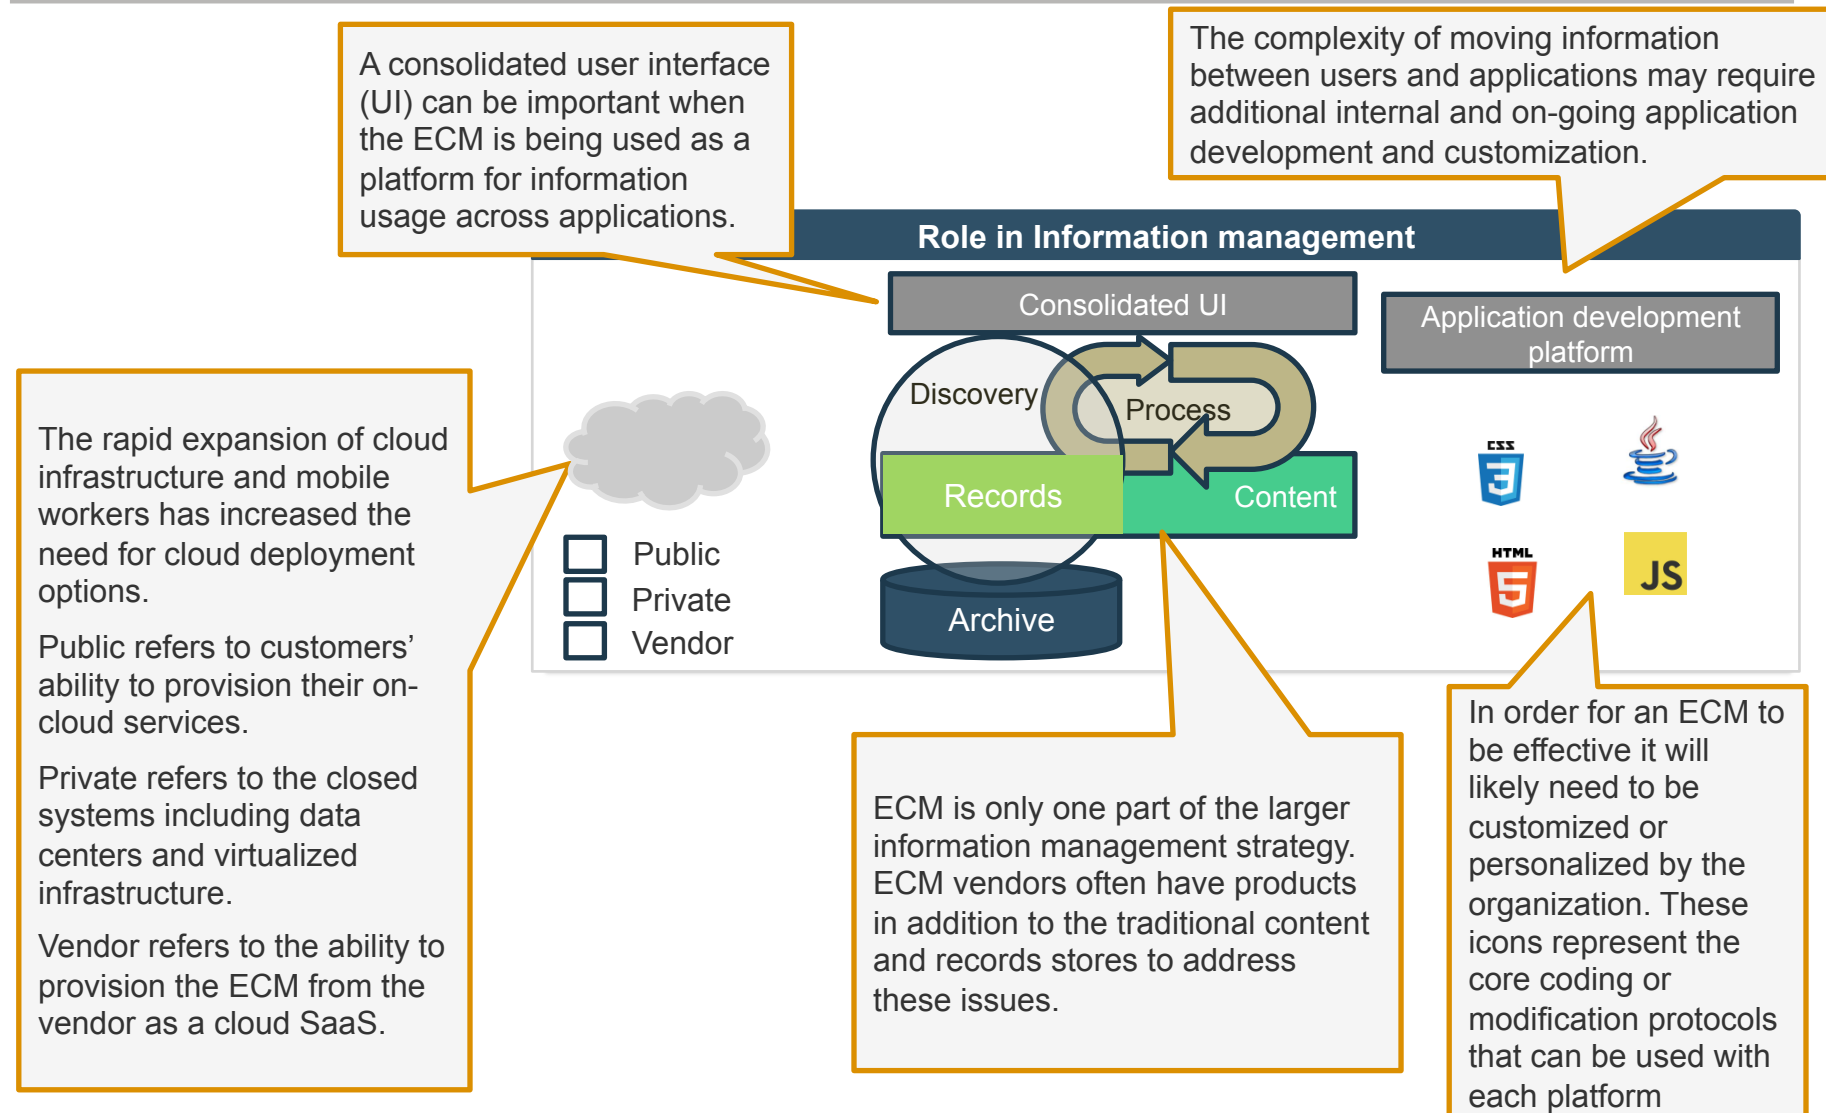 A consolidated user interface
(UI) can be important when
the ECM is being used as a
platform for information
usage across applications.
The complexity of moving information
between users and applications may require
additional internal and on-going application
development and customization.
Role in Information management
Consolidated UI
Application development
platform
Discovery
Process
Records
Content
Archive
Public
Private
Vendor
CSS
3
HTML
5
JS
The rapid expansion of cloud
infrastructure and mobile
workers has increased the
need for cloud deployment
options.
Public refers to customers’
ability to provision their on-
cloud services.
Private refers to the closed
systems including data
centers and virtualized
infrastructure.
Vendor refers to the ability to
provision the ECM from the
vendor as a cloud SaaS.
ECM is only one part of the larger
information management strategy.
ECM vendors often have products
in addition to the traditional content
and records stores to address
these issues.
In order for an ECM to
be effective it will
likely need to be
customized or
personalized by the
organization. These
icons represent the
core coding or
modification protocols
that can be used with
each platform